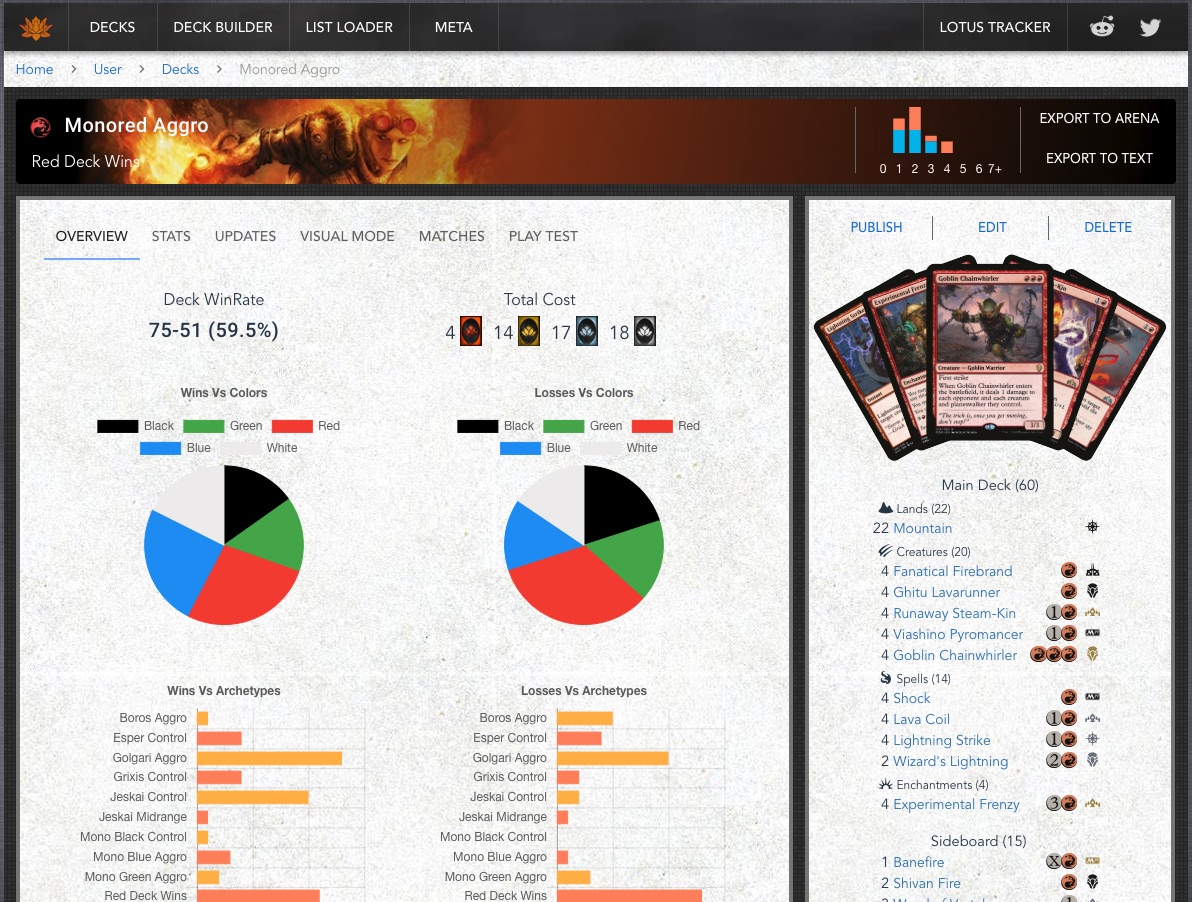 DECKS DECK BUILDER LIST LOADER META LOTUS TRACKER
Home > User > Decks > Monored Aggro
Monored Aggro
Red Deck Wins
0 1 2 3 4 5 6 7+
EXPORT TO ARENA
EXPORT TO TEXT
OVERVIEW STATS UPDATES VISUAL MODE MATCHES PLAY TEST
Deck WinRate
75-51 (59.5%)
Total Cost
4 14 17 18
Wins Vs Colors
Black Green Red
Blue White
Losses Vs Colors
Black Green Red
Blue White
Wins Vs Archetypes
Boros Aggro
Esper Control
Golgari Aggro
Grixis Control
Jeskai Control
Jeskai Midrange
Mono Black Control
Mono Blue Aggro
Mono Green Aggro
Red Deck Wins
Losses Vs Archetypes
Boros Aggro
Esper Control
Golgari Aggro
Grixis Control
Jeskai Control
Jeskai Midrange
Mono Black Control
Mono Blue Aggro
Mono Green Aggro
Red Deck Wins
PUBLISH EDIT DELETE
Lightning Strike
Experimental Frenzy
Goblin Chainwhirler
Creature — Goblin Warrior
First strike
When Goblin Chainwhirler enters
the battlefield, it deals 1 damage to
each opponent and each creature
and planeswalker they control.
"The trick is, once you get moving,
don't stop!"
3/3
Main Deck (60)
Lands (22)
22 Mountain
Creatures (20)
4 Fanatical Firebrand
4 Ghitu Lavarunner
4 Runaway Steam-Kin 1
4 Viashino Pyromancer 1
4 Goblin Chainwhirler
Spells (14)
4 Shock
4 Lava Coil 1
4 Lightning Strike 1
2 Wizard's Lightning 2
Enchantments (4)
4 Experimental Frenzy 3
Sideboard (15)
1 Banefire X
2 Shivan Fire